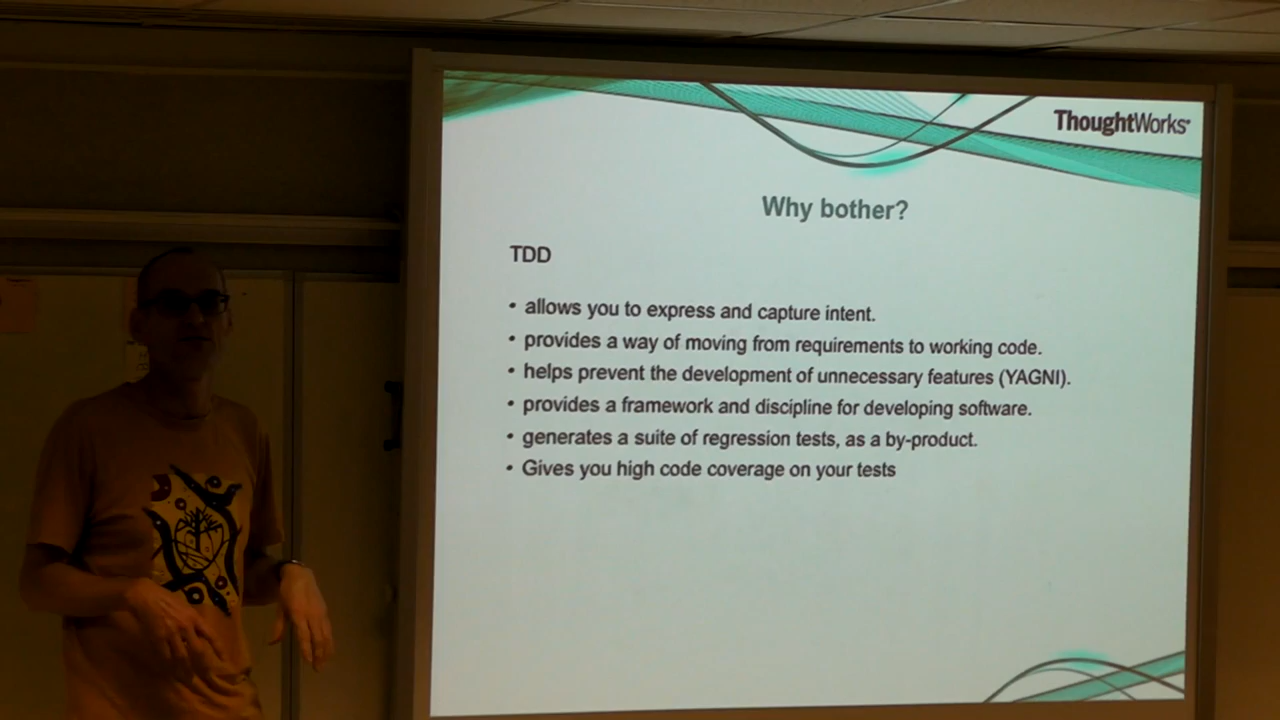 ThoughtWorks
Why bother?
TDD
• allows you to express and capture intent.
• provides a way of moving from requirements to working code.
• helps prevent the development of unnecessary features (YAGNI).
• provides a framework and discipline for developing software.
• generates a suite of regression tests, as a by-product.
• Gives you high code coverage on your tests